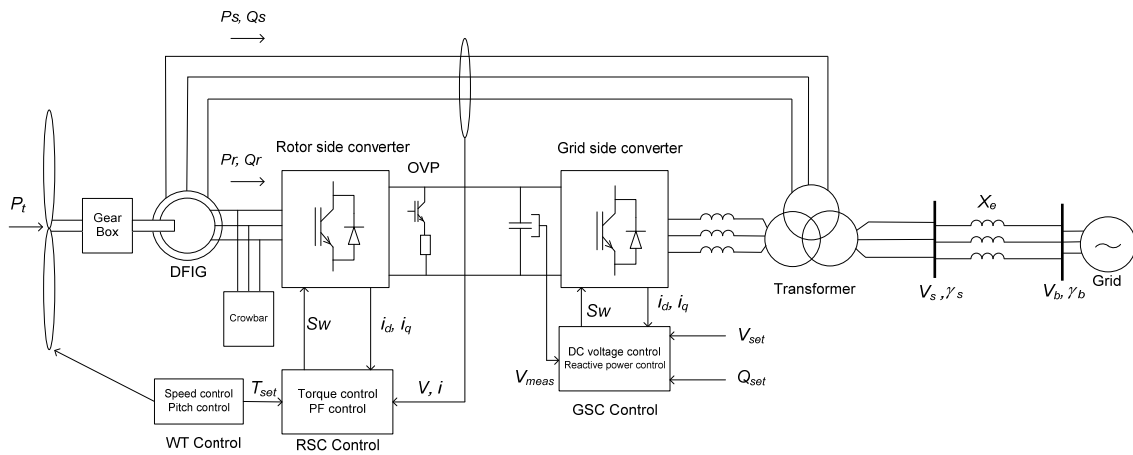 Ps, Qs
Rotor side converter
Grid side converter
Pr, Qr
OVP
Pt
Gear
Box
Xe
DFIG
Transformer
Grid
Vs ,γs
Vb, γb
Crowbar
Sw
id, iq
Sw
id, iq
Vset
DC voltage control
Reactive power control
Vmeas
Qset
Speed control
Pitch control
Tset
Torque control
PF control
V, i
GSC Control
WT Control
RSC Control